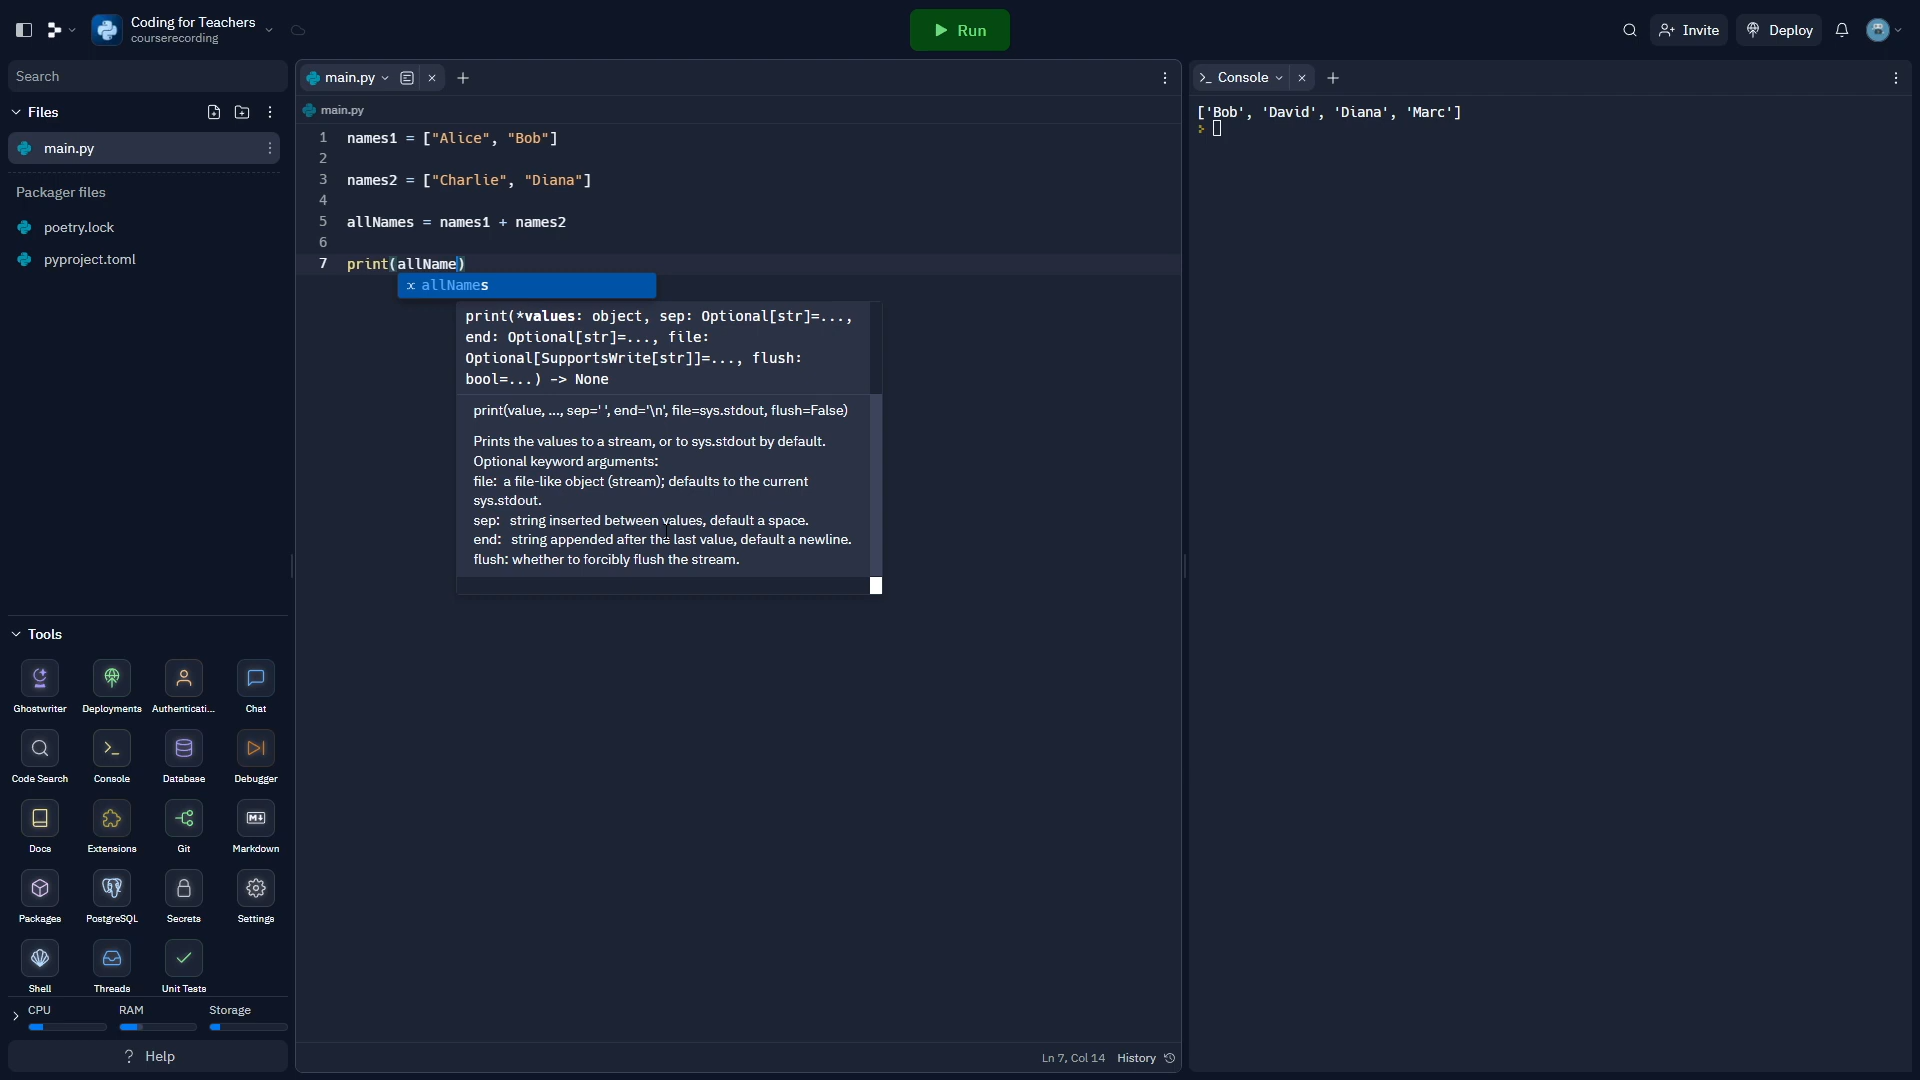 Coding for Teachers
courserecording
Run
Invite
Deploy
Search
Files
main.py
Packager files
poetry.lock
pyproject.toml
Tools
Ghostwriter
Deployments
Authenticati...
Chat
Code Search
Console
Database
Debugger
Docs
Extensions
Git
Markdown
Packages
PostgreSQL
Secrets
Settings
Shell
Threads
Unit Tests
CPU
RAM
Storage
? Help
main.py
main.py
1 names1 = ["Alice", "Bob"]
2
3 names2 = ["Charlie", "Diana"]
4
5 allNames = names1 + names2
6
7 print(allName)
x allNames
print(*values: object, sep: Optional[str]=...,
end: Optional[str]=..., file:
Optional[SupportsWrite[str]]=..., flush:
bool=...) -> None
print(value, ..., sep=' ', end='\n', file=sys.stdout, flush=False)
Prints the values to a stream, or to sys.stdout by default.
Optional keyword arguments:
file: a file-like object (stream); defaults to the current
sys.stdout.
sep: string inserted between values, default a space.
end: string appended after the last value, default a newline.
flush: whether to forcibly flush the stream.
Ln 7, Col 14 History
>_ Console
['Bob', 'David', 'Diana', 'Marc']